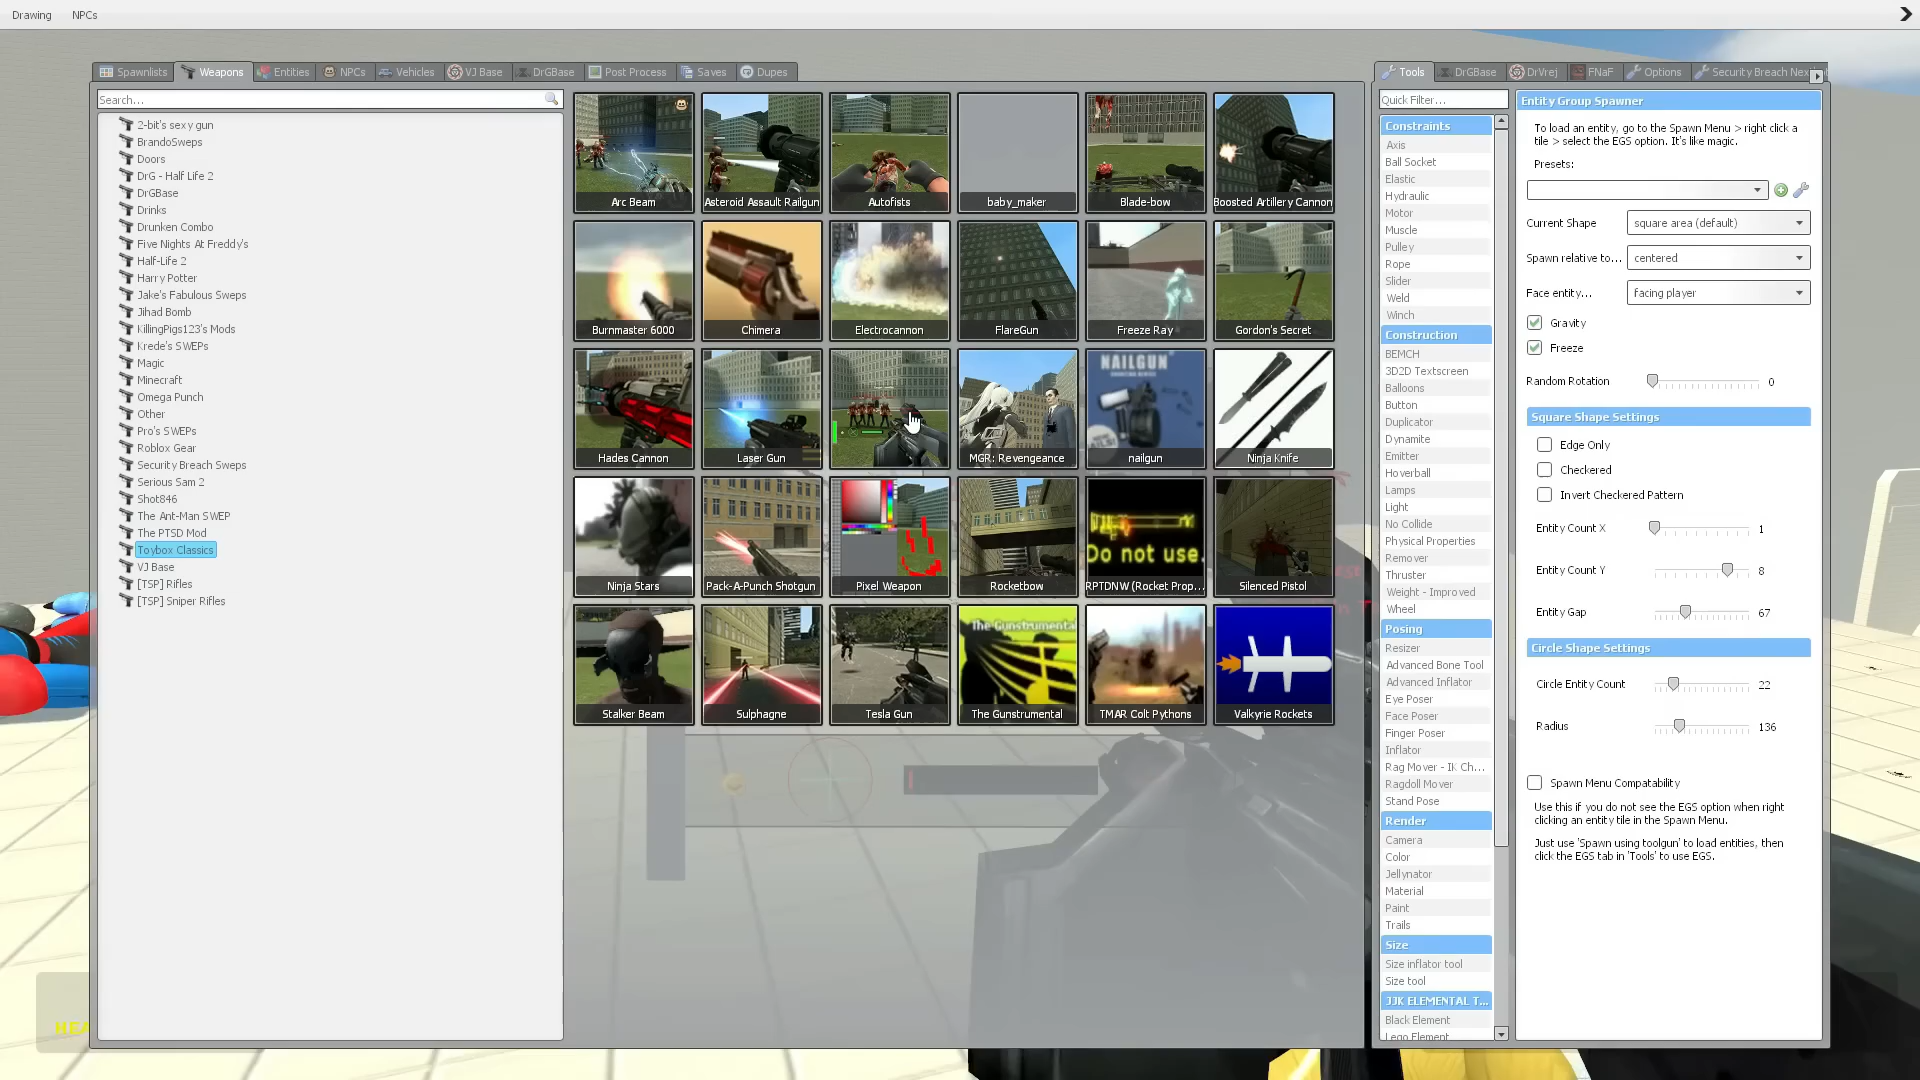 Drawing NPCs
Spawnlists Weapons Entities NPCs Vehicles VJ Base DrGBase Post Process Saves Dupes
Search...
2-bit's sexy gun
BrandoSweps
Doors
DrG - Half Life 2
DrGBase
Drinks
Drunken Combo
Five Nights At Freddy's
Half-Life 2
Harry Potter
Jake's Fabulous Sweps
Jihad Bomb
KillingPigs123's Mods
Krede's SWEPs
Magic
Minecraft
Omega Punch
Other
Pro's SWEPs
Roblox Gear
Security Breach Sweps
Serious Sam 2
Shot846
The Ant-Man SWEP
The PTSD Mod
Toybox Classics
VJ Base
[TSP] Rifles
[TSP] Sniper Rifles
Arc Beam
Asteroid Assault Railgun
Autofists
baby_maker
Blade-bow
Boosted Artillery Cannon
Burnmaster 6000
Chimera
Electrocannon
FlareGun
Freeze Ray
Gordon's Secret
Hades Cannon
Laser Gun
MGR: Revengeance
NAILGUN
nailgun
Ninja Knife
Ninja Stars
Pack-A-Punch Shotgun
Pixel Weapon
Rocketbow
Do not use.
RPTDNW (Rocket Prop...
Silenced Pistol
Stalker Beam
Sulphagne
Tesla Gun
The Gunstrumental
The Gunstrumental
TMAR Colt Pythons
Valkyrie Rockets
Tools DrGBase DrVrej FNaF Options Security Breach Nex
Quick Filter...
Constraints
Axis
Ball Socket
Elastic
Hydraulic
Motor
Muscle
Pulley
Rope
Slider
Weld
Winch
Construction
BEMCH
3D2D Textscreen
Balloons
Button
Duplicator
Dynamite
Emitter
Hoverball
Lamps
Light
No Collide
Physical Properties
Remover
Thruster
Weight - Improved
Wheel
Posing
Resizer
Advanced Bone Tool
Advanced Inflator
Eye Poser
Face Poser
Finger Poser
Inflator
Rag Mover - IK Ch...
Ragdoll Mover
Stand Pose
Render
Camera
Color
Jellynator
Material
Paint
Trails
Size
Size inflator tool
Size tool
JJK ELEMENTAL T...
Black Element
Lego Element
Entity Group Spawner
To load an entity, go to the Spawn Menu > right click a
tile > select the EGS option. It's like magic.
Presets:
Current Shape square area (default)
Spawn relative to... centered
Face entity... facing player
Gravity
Freeze
Random Rotation 0
Square Shape Settings
Edge Only
Checkered
Invert Checkered Pattern
Entity Count X 1
Entity Count Y 8
Entity Gap 67
Circle Shape Settings
Circle Entity Count 22
Radius 136
Spawn Menu Compatability
Use this if you do not see the EGS option when right
clicking an entity tile in the Spawn Menu.
Just use 'Spawn using toolgun' to load entities, then
click the EGS tab in 'Tools' to use EGS.
HEA